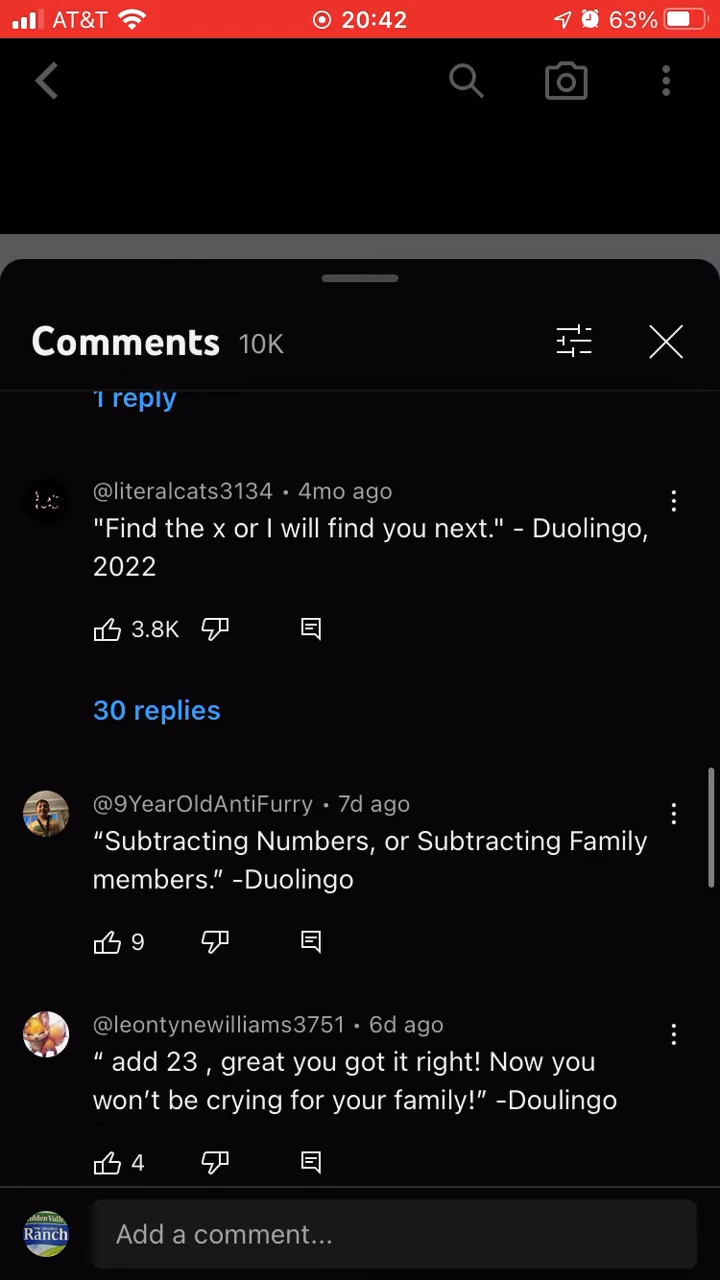 AT&T 20:42 63%
Comments 10K
1 reply
@literalcats3134 • 4mo ago
"Find the x or I will find you next." - Duolingo,
2022
3.8K
30 replies
@9YearOldAntiFurry • 7d ago
“Subtracting Numbers, or Subtracting Family
members.” -Duolingo
9
@leontynewilliams3751 • 6d ago
“ add 23 , great you got it right! Now you
won’t be crying for your family!” -Doulingo
4
Ranch
Add a comment...